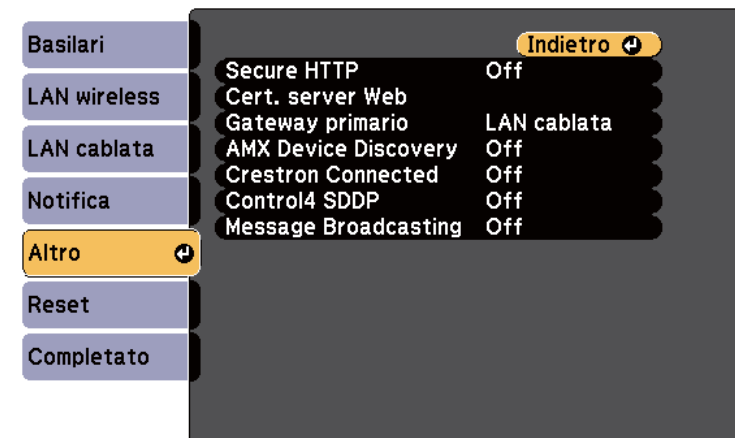 Basilari
LAN wireless
LAN cablata
Notifica
Altro
Reset
Completato
Indietro
Secure HTTP Off
Cert. server Web
Gateway primario LAN cablata
AMX Device Discovery Off
Crestron Connected Off
Control4 SDDP Off
Message Broadcasting Off